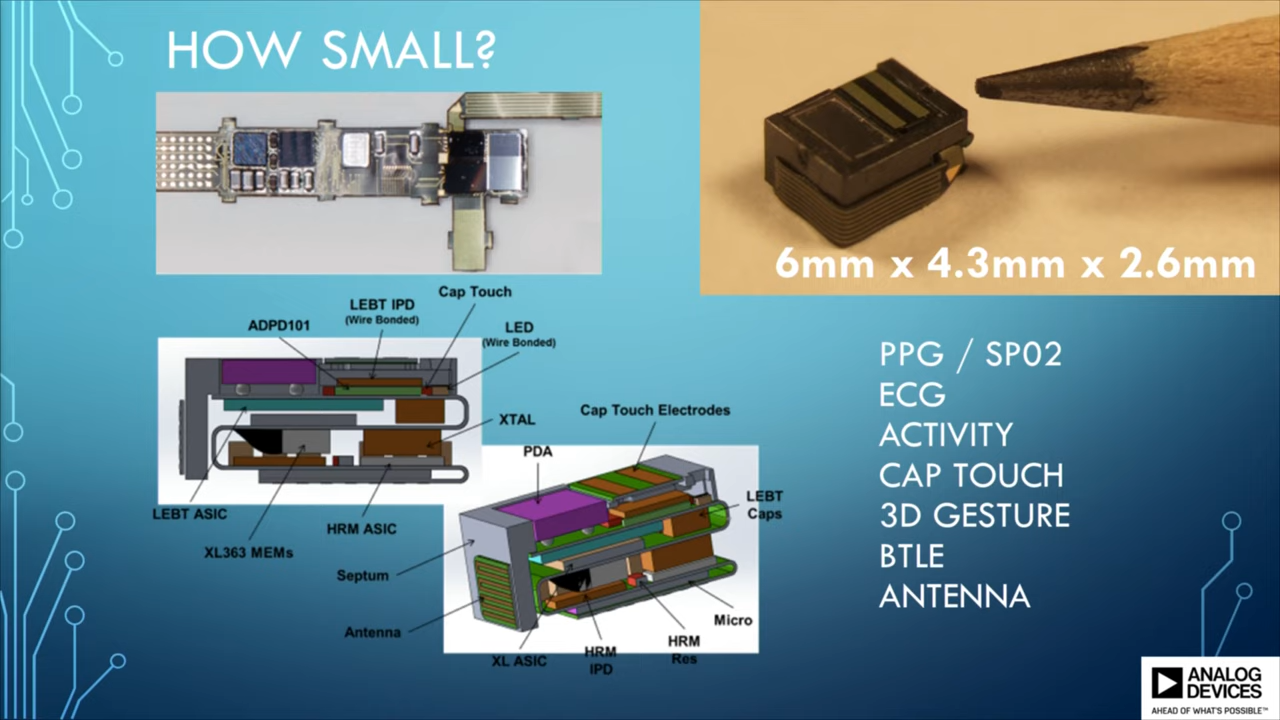 HOW SMALL?
6mm x 4.3mm x 2.6mm
Cap Touch
LEBT IPD
(Wire Bonded)
ADPD101
LED
(Wire Bonded)
XTAL
LEBT ASIC
XL363 MEMs
HRM ASIC
Cap Touch Electrodes
PDA
LEBT
Caps
Septum
Antenna
XL ASIC
HRM
IPD
HRM
Res
Micro
PPG / SP02
ECG
ACTIVITY
CAP TOUCH
3D GESTURE
BTLE
ANTENNA
ANALOG
DEVICES
AHEAD OF WHAT'S POSSIBLE™